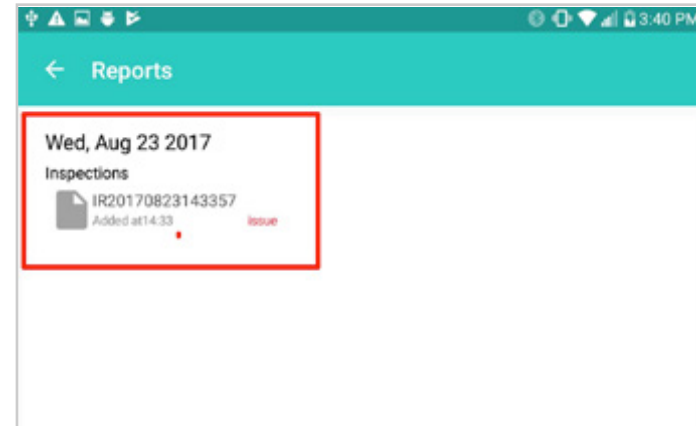 3:40 PM
Reports
Wed, Aug 23 2017
Inspections
IR20170823143357
Added at14:33 issue